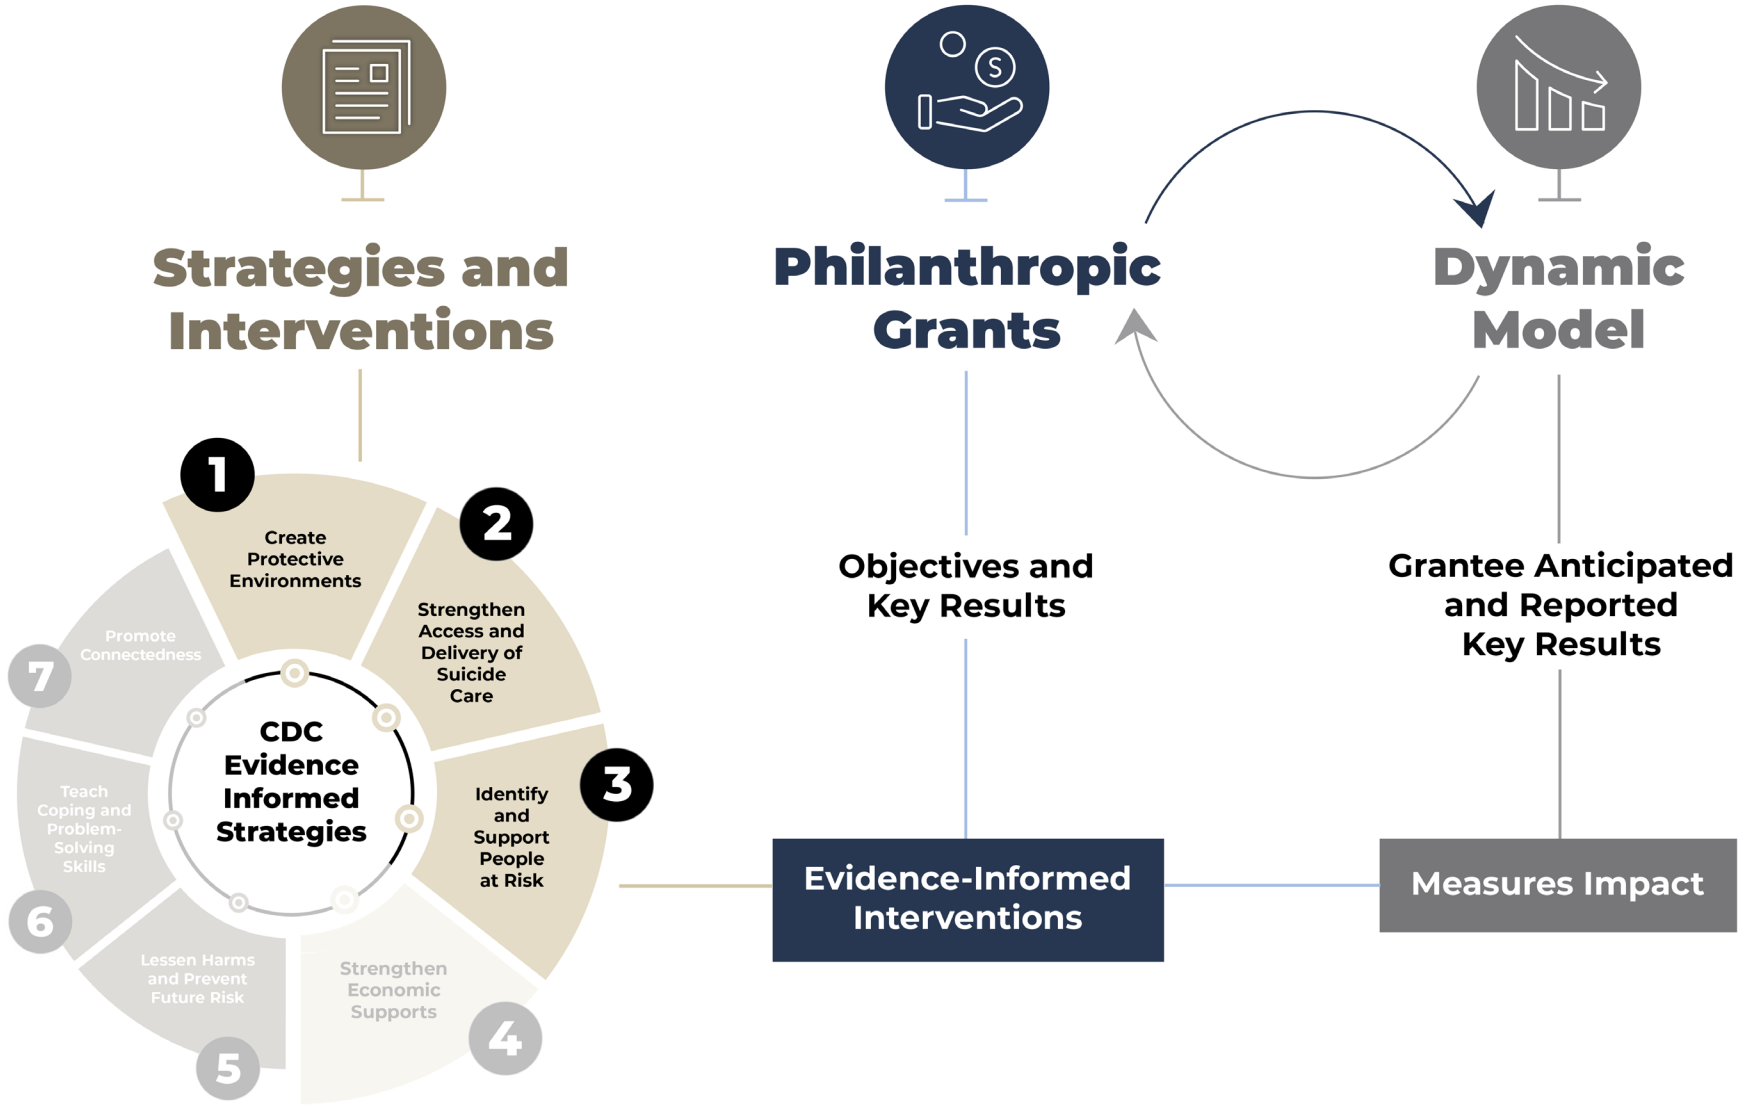 Strategies and
Interventions
1
Create
Protective
Environments
2
Strengthen
Access and
Delivery of
Suicide
Care
3
Identify
and
Support
People
at Risk
4
Strengthen
Economic
Supports
5
Lessen Harms
and Prevent
Future Risk
6
Teach
Coping and
Problem-
Solving
Skills
7
Promote
Connectedness
CDC
Evidence
Informed
Strategies
S
Philanthropic
Grants
Objectives and
Key Results
Evidence-Informed
Interventions
Dynamic
Model
Grantee Anticipated
and Reported
Key Results
Measures Impact